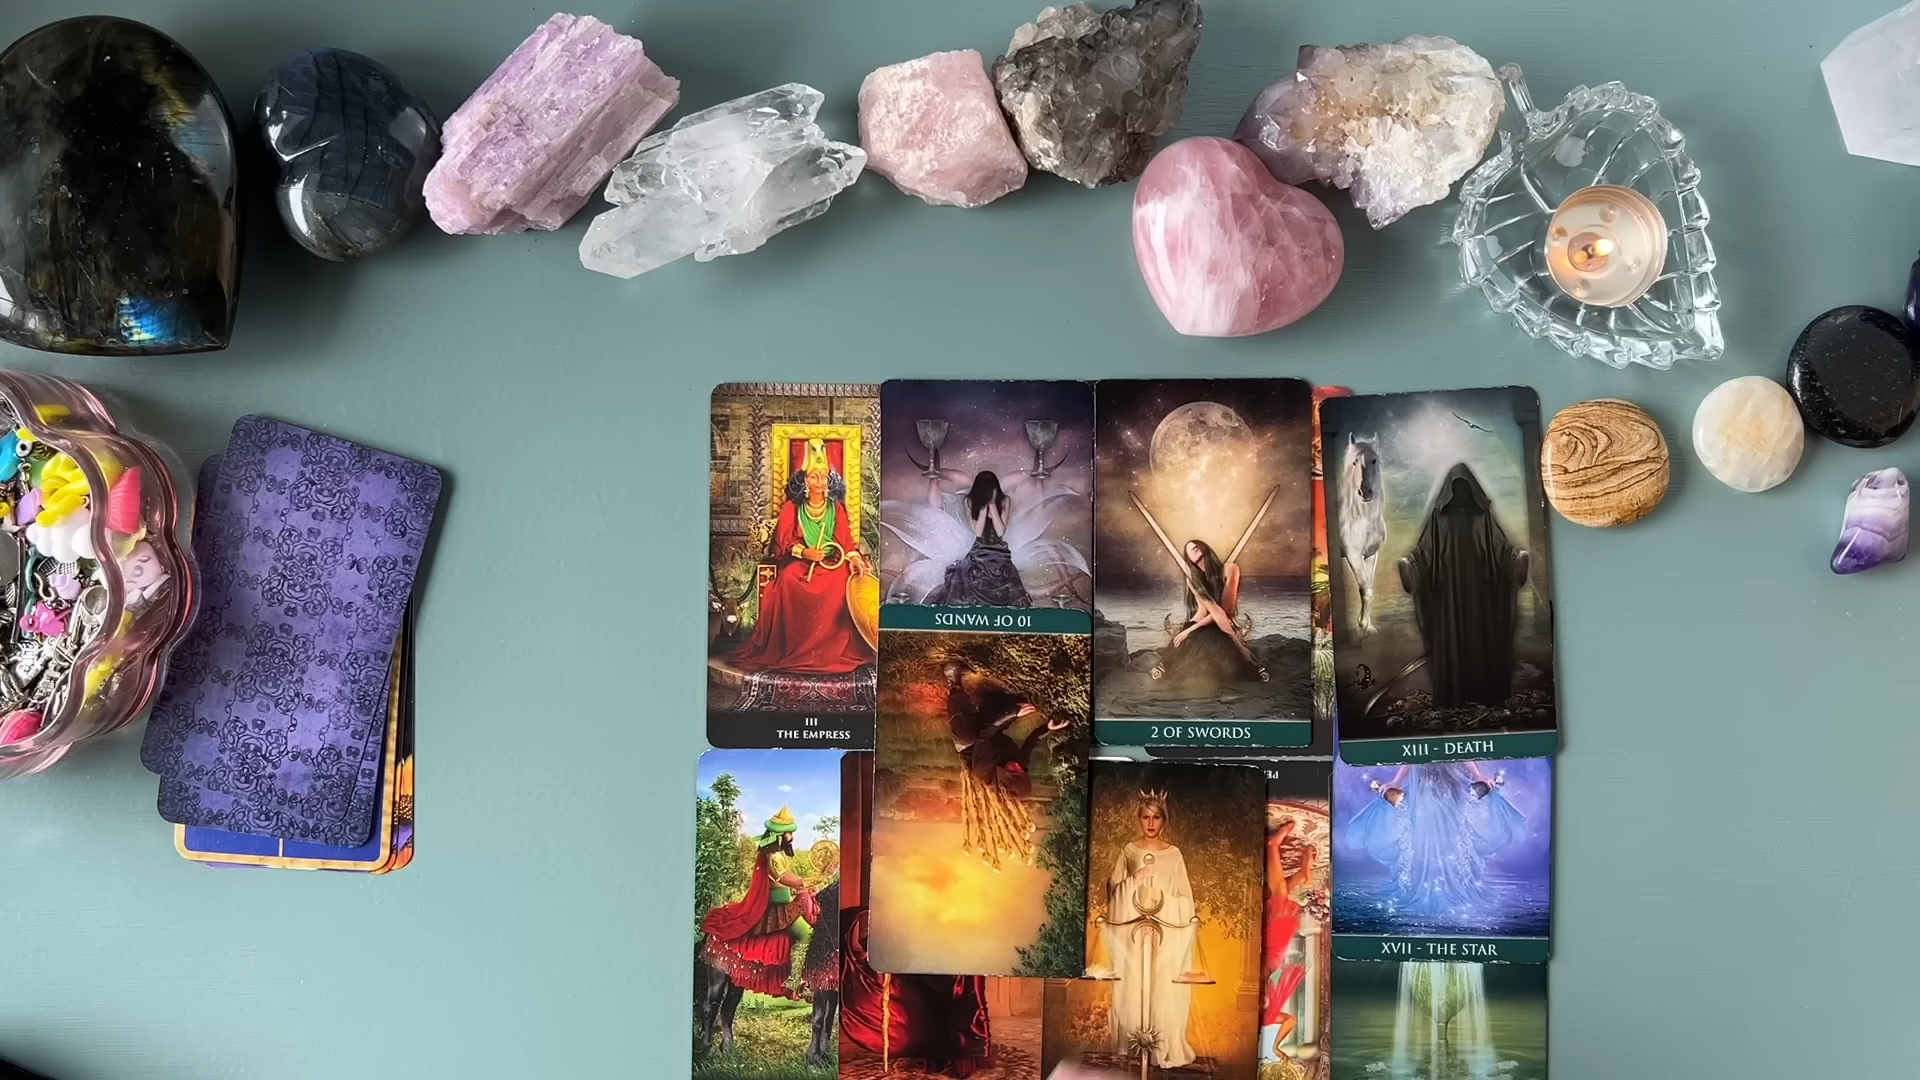 III
THE EMPRESS
10 OF WANDS
2 OF SWORDS
XIII - DEATH
XVII - THE STAR